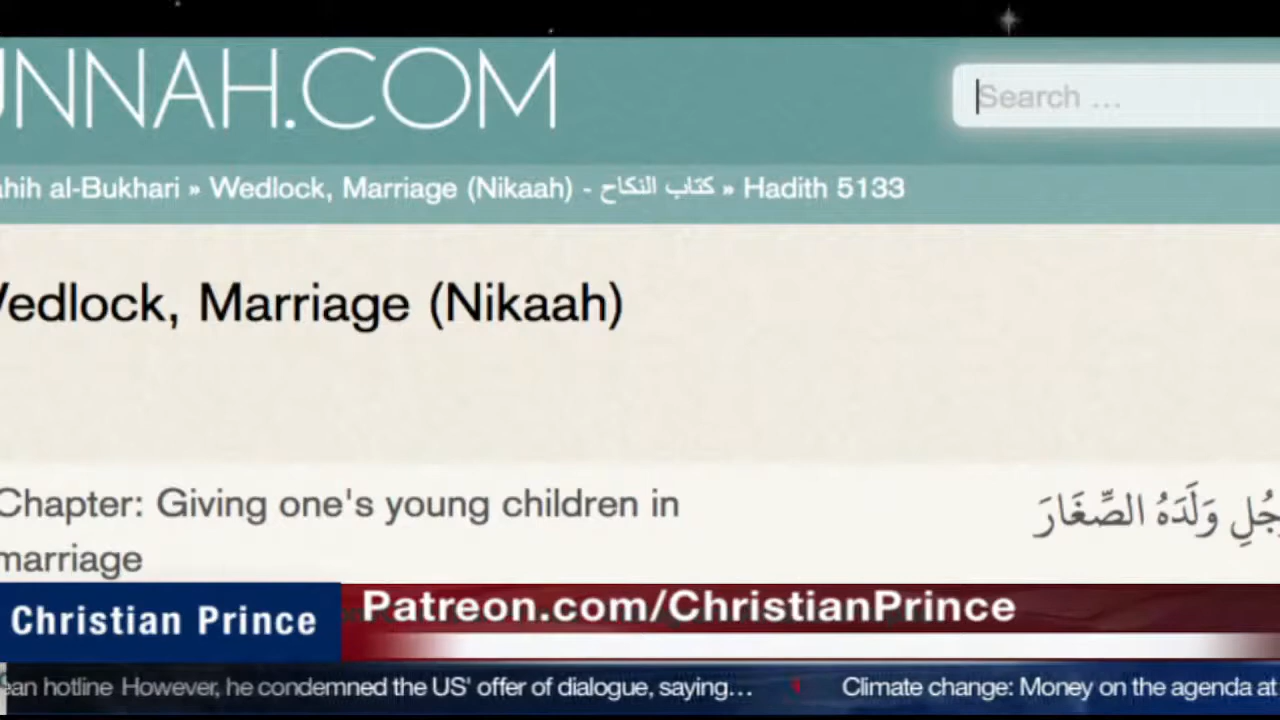 UNNAH.COM
Search ...
ahih al-Bukhari » Wedlock, Marriage (Nikaah) - كتاب النكاح » Hadith 5133
Wedlock, Marriage (Nikaah)
Chapter: Giving one's young children in
marriage
جُلِ وَلَدَهُ الصِّغَارَ
Christian Prince
Patreon.com/ChristianPrince
ean hotline However, he condemned the US' offer of dialogue, saying... Climate change: Money on the agenda at